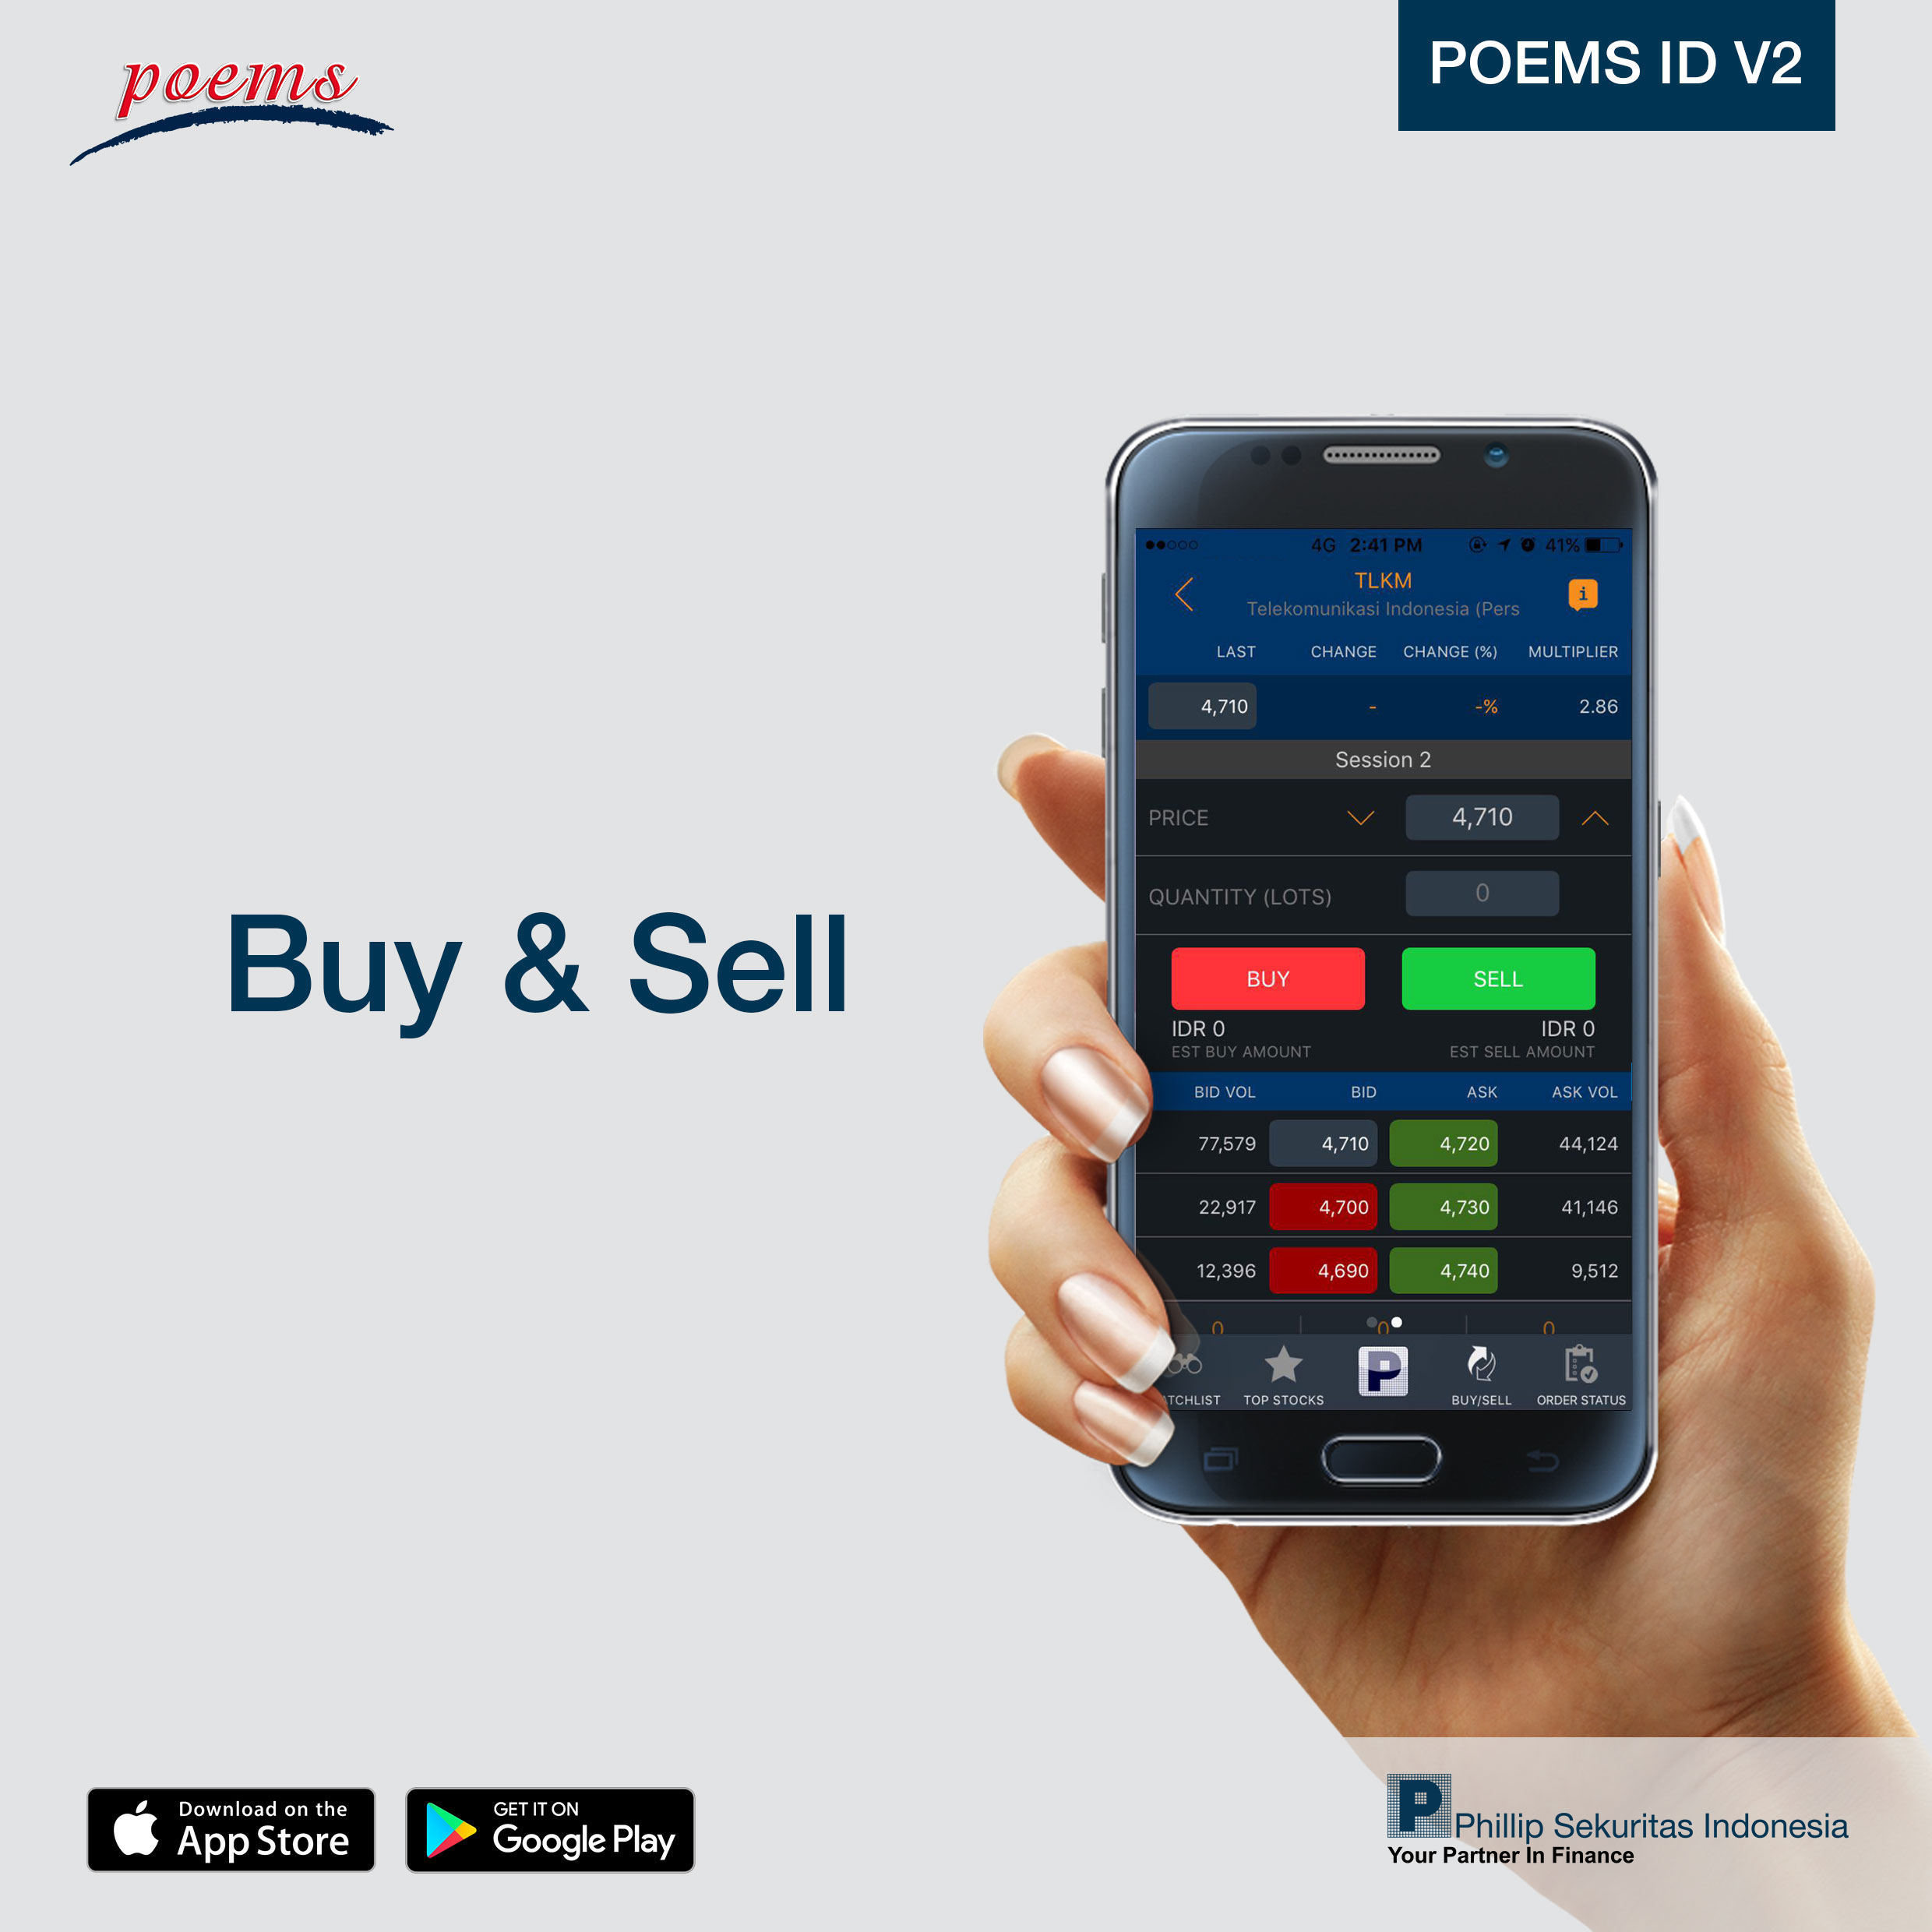 poems
POEMS ID V2
Buy & Sell
4G 2:41 PM 41%
TLKM
Telekomunikasi Indonesia (Pers
LAST CHANGE CHANGE (%) MULTIPLIER
4,710 - -% 2.86
Session 2
PRICE 4,710
QUANTITY (LOTS) 0
BUY SELL
IDR 0 IDR 0
EST BUY AMOUNT EST SELL AMOUNT
BID VOL BID ASK ASK VOL
77,579 4,710 4,720 44,124
22,917 4,700 4,730 41,146
12,396 4,690 4,740 9,512
0 0 0
ATCHLIST TOP STOCKS P BUY/SELL ORDER STATUS
Download on the
App Store
GET IT ON
Google Play
P Phillip Sekuritas Indonesia
Your Partner In Finance